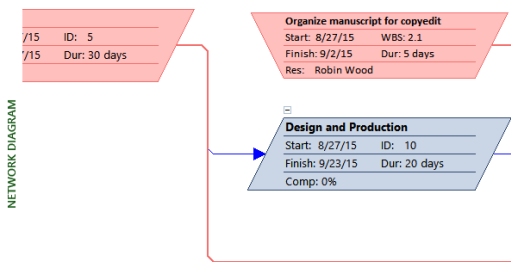 /15 ID: 5
/15 Dur: 30 days
Organize manuscript for copyedit
Start: 8/27/15 WBS: 2.1
Finish: 9/2/15 Dur: 5 days
Res: Robin Wood
Design and Production
Start: 8/27/15 ID: 10
Finish: 9/23/15 Dur: 20 days
Comp: 0%
NETWORK DIAGRAM